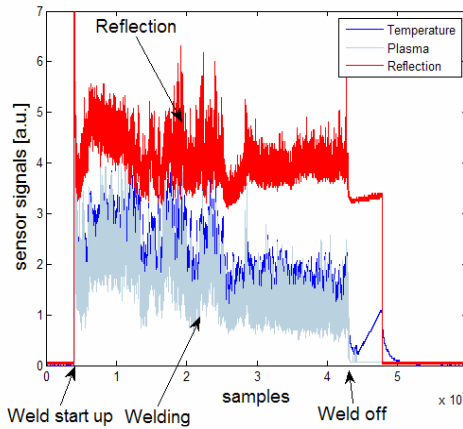 Reflection
Temperature
Plasma
Reflection
sensor signals [a.u.]
7
6
5
4
3
2
1
0
0 1 2 3 4 5
samples
Weld start up
Welding
Weld off